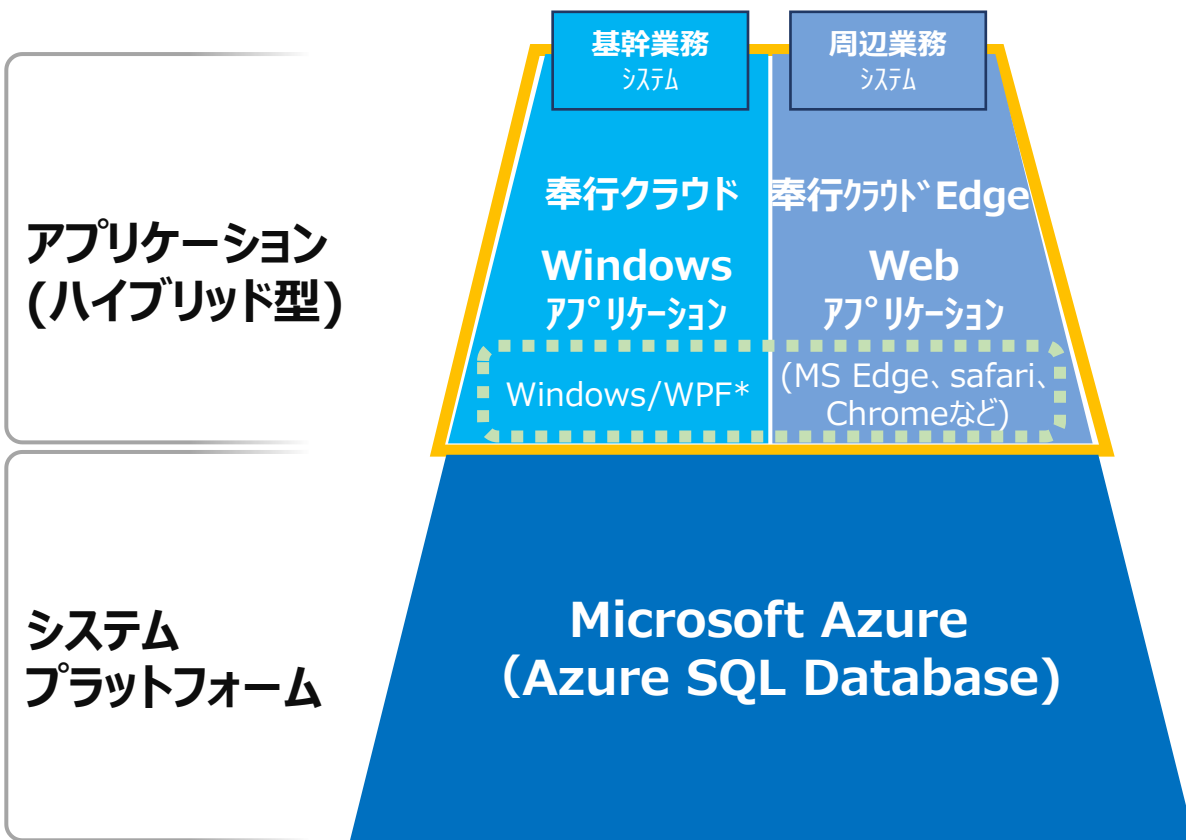 基幹業務
システム
周辺業務
システム
アプリケーション
(ハイブリッド型)
奉行クラウド
Windows
アプリケーション
Windows/WPF*
奉行クラウドEdge
Web
アプリケーション
(MS Edge、safari、
Chromeなど)
システム
プラットフォーム
Microsoft Azure
(Azure SQL Database)